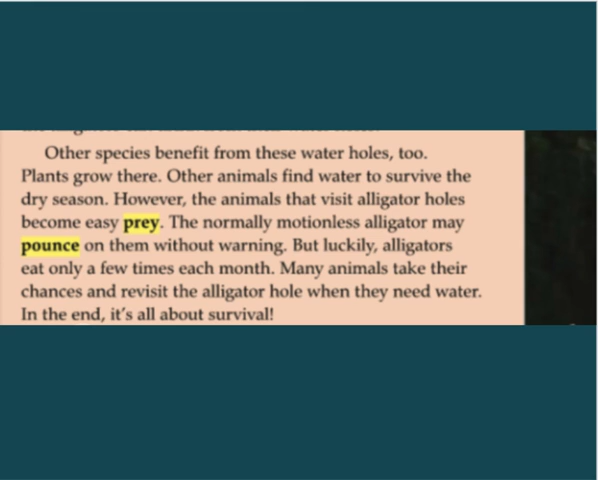 Other species benefit from these water holes, too.
Plants grow there. Other animals find water to survive the
dry season. However, the animals that visit alligator holes
become easy prey. The normally motionless alligator may
pounce on them without warning. But luckily, alligators
eat only a few times each month. Many animals take their
chances and revisit the alligator hole when they need water.
In the end, it's all about survival!